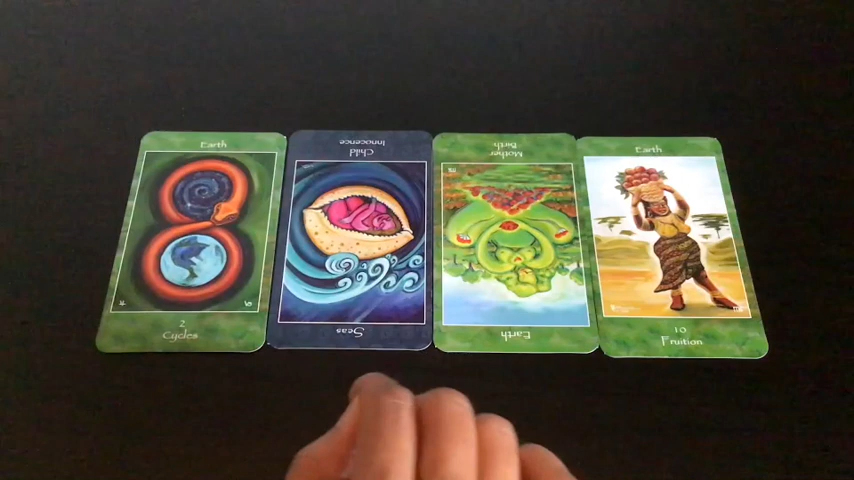 Earth
2
Cycles
Child
Innocence
Seas
Mother
Birth
Earth
Earth
10
Fruition